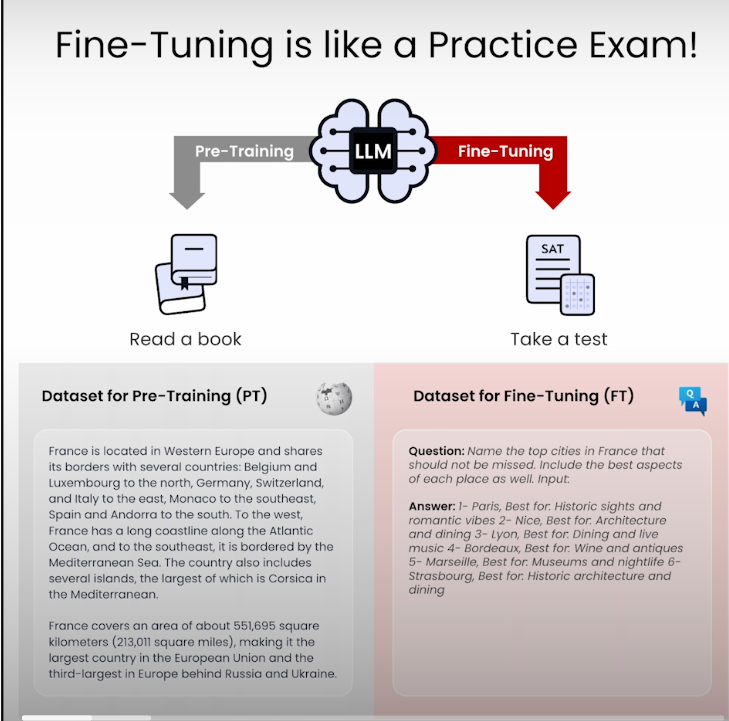 Fine-Tuning is like a Practice Exam!
Pre-Training
LLM
Fine-Tuning
SAT
Read a book
Take a test
Dataset for Pre-Training (PT)
France is located in Western Europe and shares
its borders with several countries: Belgium and
Luxembourg to the north, Germany, Switzerland,
and Italy to the east, Monaco to the southeast,
Spain and Andorra to the south. To the west,
France has a long coastline along the Atlantic
Ocean, and to the southeast, it is bordered by the
Mediterranean Sea. The country also includes
several islands, the largest of which is Corsica in
the Mediterranean.
France covers an area of about 551,695 square
kilometers (213,011 square miles), making it the
largest country in the European Union and the
third-largest in Europe behind Russia and Ukraine.
Dataset for Fine-Tuning (FT)
Q
A
Question: Name the top cities in France that
should not be missed. Include the best aspects
of each place as well. Input:
Answer: 1- Paris, Best for: Historic sights and
romantic vibes 2- Nice, Best for: Architecture
and dining 3- Lyon, Best for: Dining and live
music 4- Bordeaux, Best for: Wine and antiques
5- Marseille, Best for: Museums and nightlife 6-
Strasbourg, Best for: Historic architecture and
dining